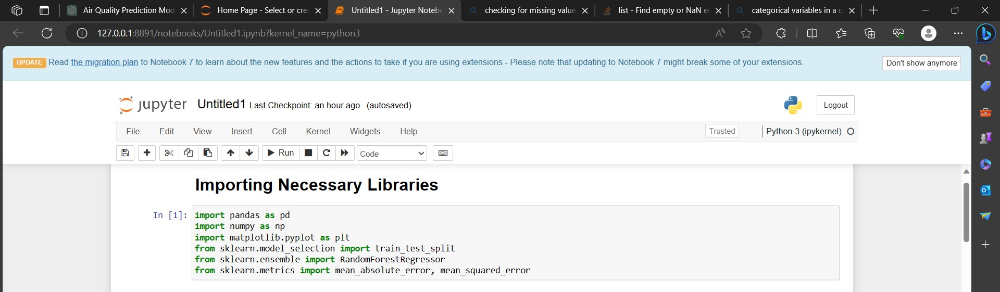 Air Quality Prediction Mod
Home Page - Select or crea
Untitled1 - Jupyter Notebo
checking for missing value
list - Find empty or NaN e
categorical variables in a c
127.0.0.1:8891/notebooks/Untitled1.ipynb?kernel_name=python3
UPDATE Read the migration plan to Notebook 7 to learn about the new features and the actions to take if you are using extensions - Please note that updating to Notebook 7 might break some of your extensions.
Don't show anymore
jupyter Untitled1 Last Checkpoint: an hour ago (autosaved)
Logout
File Edit View Insert Cell Kernel Widgets Help
Trusted
Python 3 (ipykernel)
Run
Code
Importing Necessary Libraries
In [1]: import pandas as pd
import numpy as np
import matplotlib.pyplot as plt
from sklearn.model_selection import train_test_split
from sklearn.ensemble import RandomForestRegressor
from sklearn.metrics import mean_absolute_error, mean_squared_error